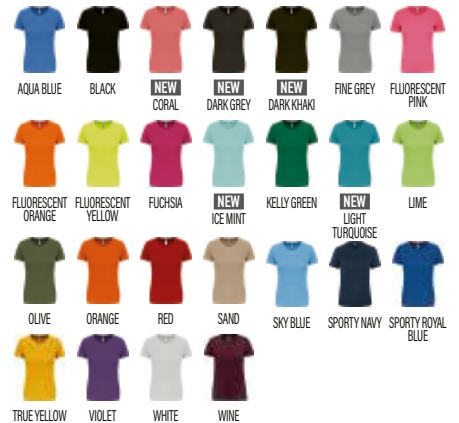 AQUA BLUE
BLACK
NEW
CORAL
NEW
DARK GREY
NEW
DARK KHAKI
FINE GREY
FLUORESCENT
PINK
FLUORESCENT
ORANGE
FLUORESCENT
YELLOW
FUCHSIA
NEW
ICE MINT
KELLY GREEN
NEW
LIGHT
TURQUOISE
LIME
OLIVE
ORANGE
RED
SAND
SKY BLUE
SPORTY NAVY
SPORTY ROYAL
BLUE
TRUE YELLOW
VIOLET
WHITE
WINE